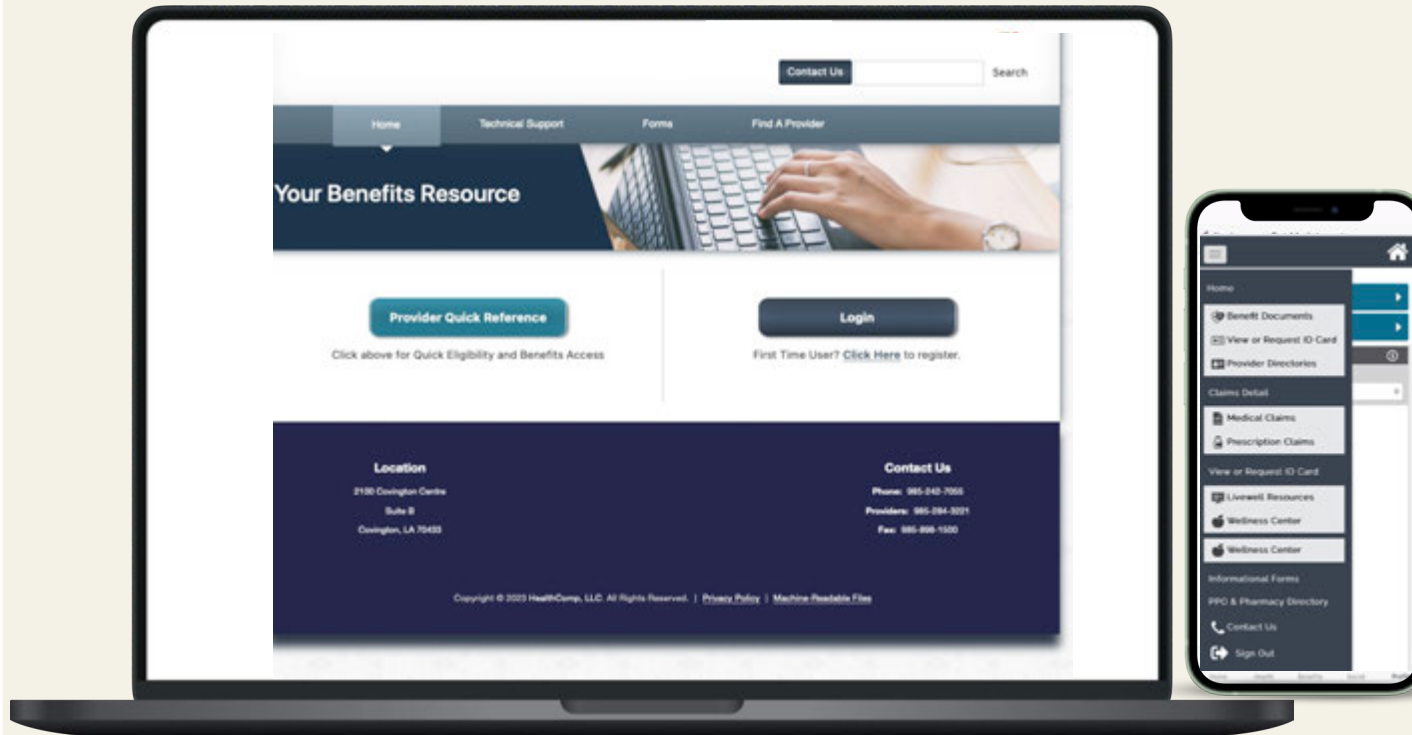 Contact Us
Search
Home
Technical Support
Forms
Find A Provider
Your Benefits Resource
Provider Quick Reference
Click above for Quick Eligibility and Benefits Access
Login
First Time User? Click Here to register.
Location
2100 Covington Centre
Suite B
Covington, LA 70433
Contact Us
Phone: 985-242-7055
Providers: 985-284-3221
Fax: 985-898-1500
Copyright © 2023 HealthComp, LLC. All Rights Reserved. | Privacy Policy | Machine-Readable Files
Home
Benefit Documents
View or Request ID Card
Provider Directories
Claims Detail
Medical Claims
Prescription Claims
View or Request ID Card
Livewell Resources
Wellness Center
Wellness Center
Informational Forms
PPO & Pharmacy Directory
Contact Us
Sign Out